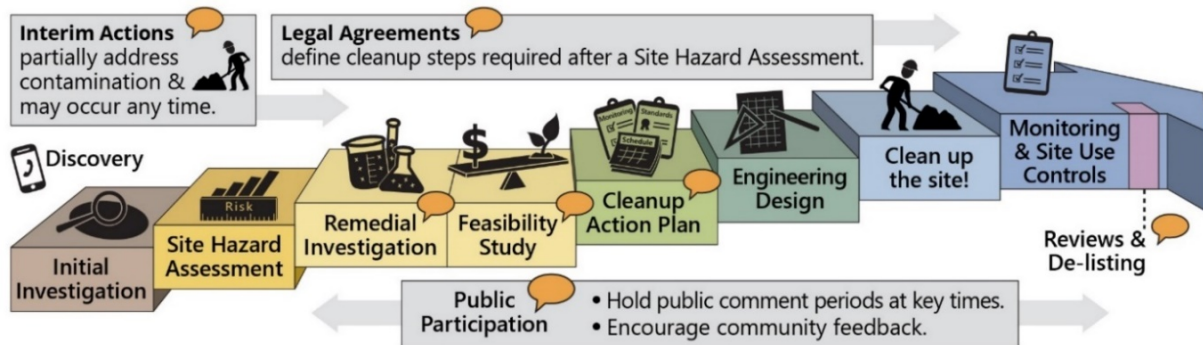 Interim Actions
partially address
contamination &
may occur any time.
Legal Agreements
define cleanup steps required after a Site Hazard Assessment.
Discovery
Initial
Investigation
Risk
Site Hazard
Assessment
Remedial
Investigation
$
Feasibility
Study
Monitoring
Standards
Schedule
Cleanup
Action Plan
Engineering
Design
Clean up
the site!
Monitoring
& Site Use
Controls
Reviews &
De-listing
Public
Participation
• Hold public comment periods at key times.
• Encourage community feedback.